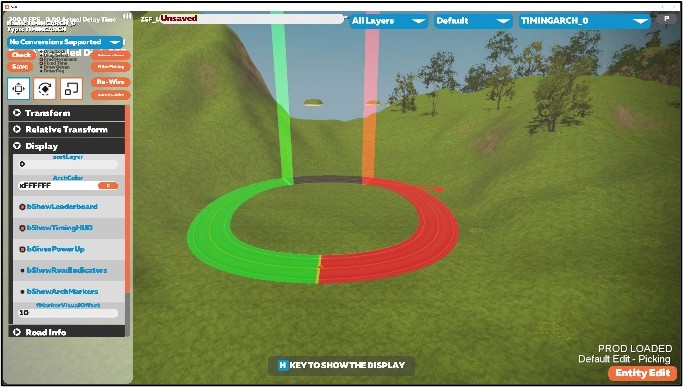 ZSF_U
Unsaved
All Layers
Default
TIMINGARCH_0
P
No Conversions Supported
Check
Save
Re-Wire
Transform
Relative Transform
Display
sortLayer
0
ArchColor
xFFFFFF
bShowLeaderboard
bShowTimingHUD
bGivesPowerUp
bShowRoadIndicators
bShowArchMarkers
fMarkerVisualOffset
10
Road Info
H KEY TO SHOW THE DISPLAY
PROD LOADED
Default Edit - Picking
Entity Edit